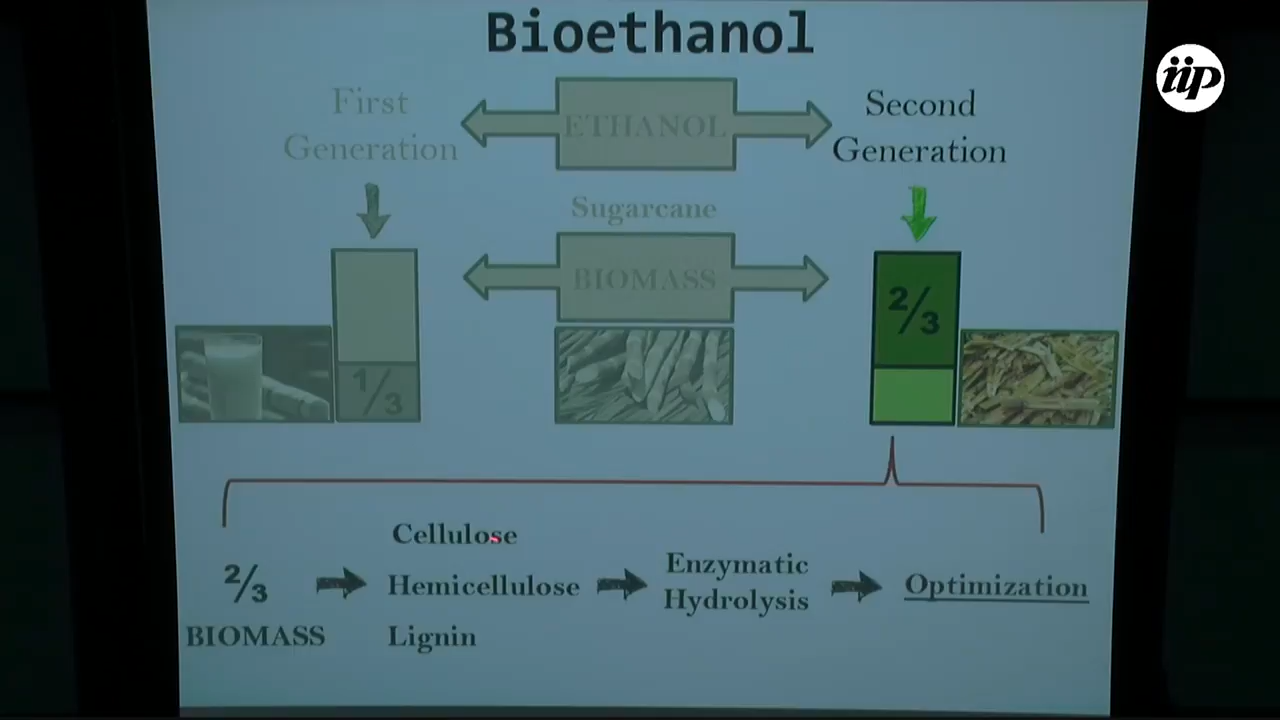 Bioethanol
iip
First
Generation
ETHANOL
Second
Generation
Sugarcane
BIOMASS
1/3
2/3
2/3
BIOMASS
Cellulose
Hemicellulose
Lignin
Enzymatic
Hydrolysis
Optimization